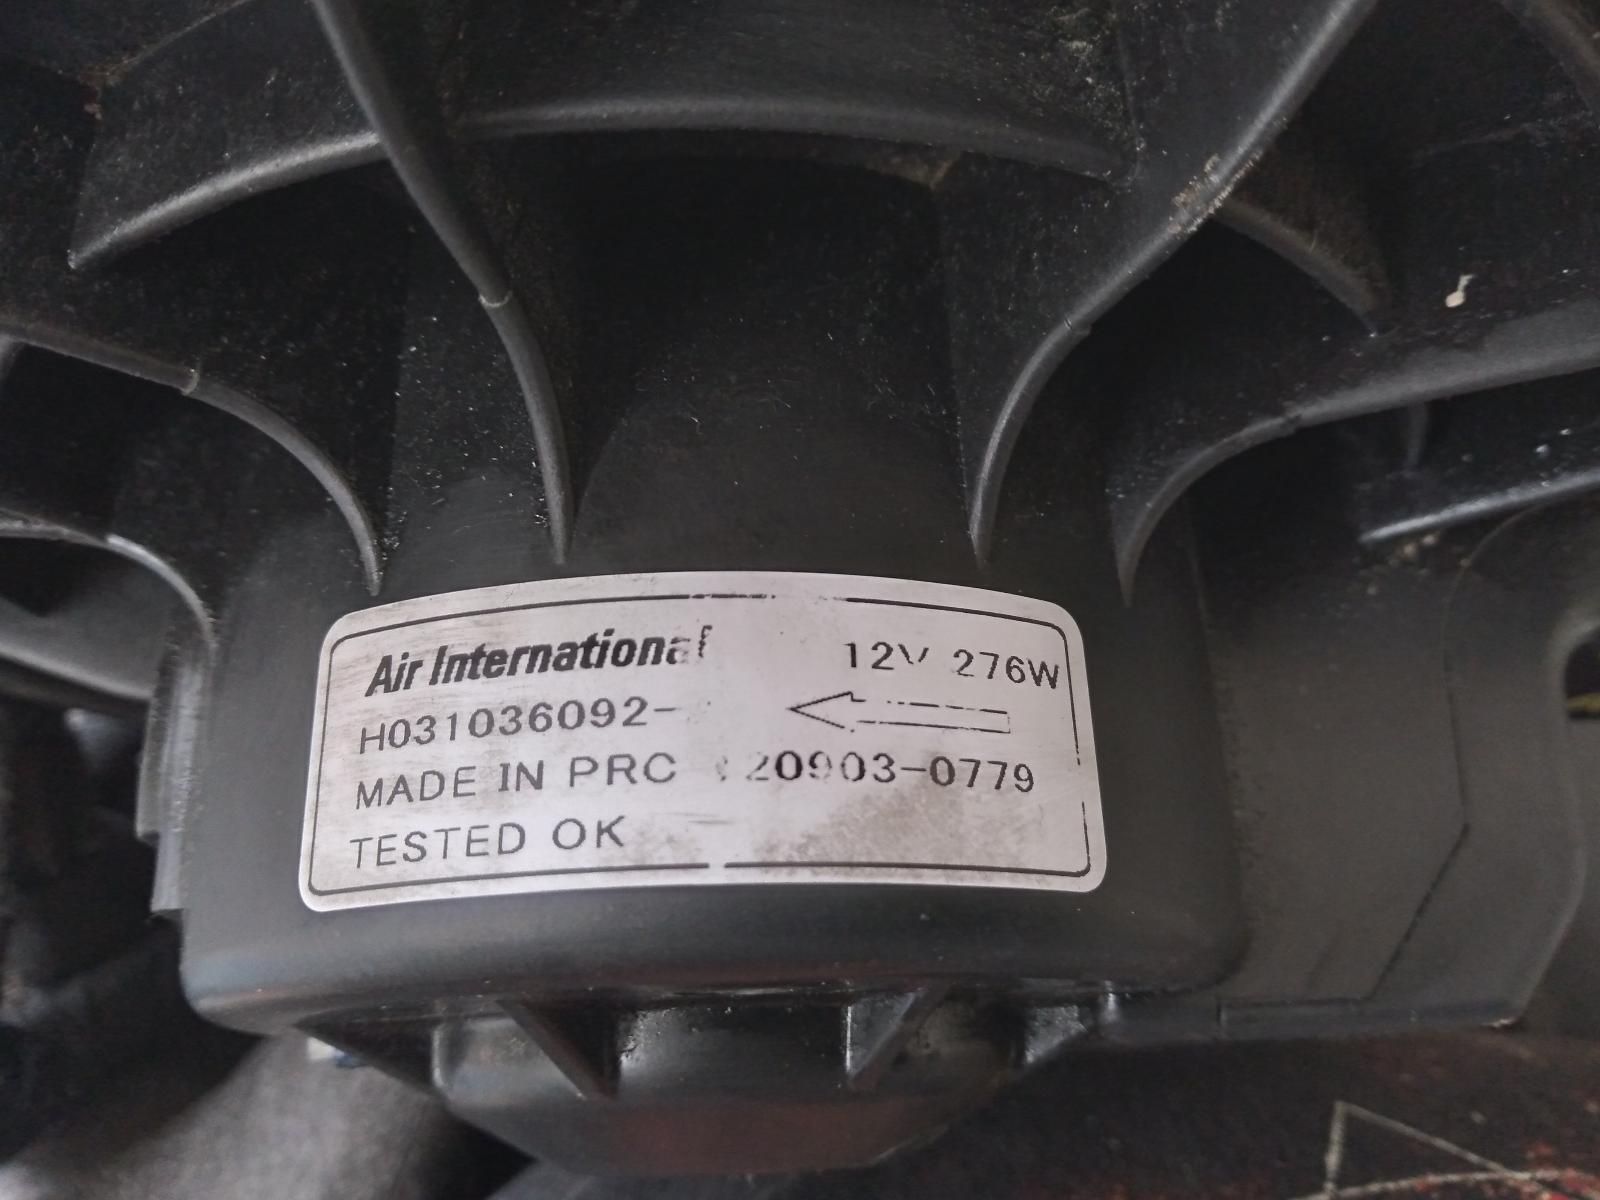 Air International 12V 276W
H031036092-
MADE IN PRC 20903-0779
TESTED OK